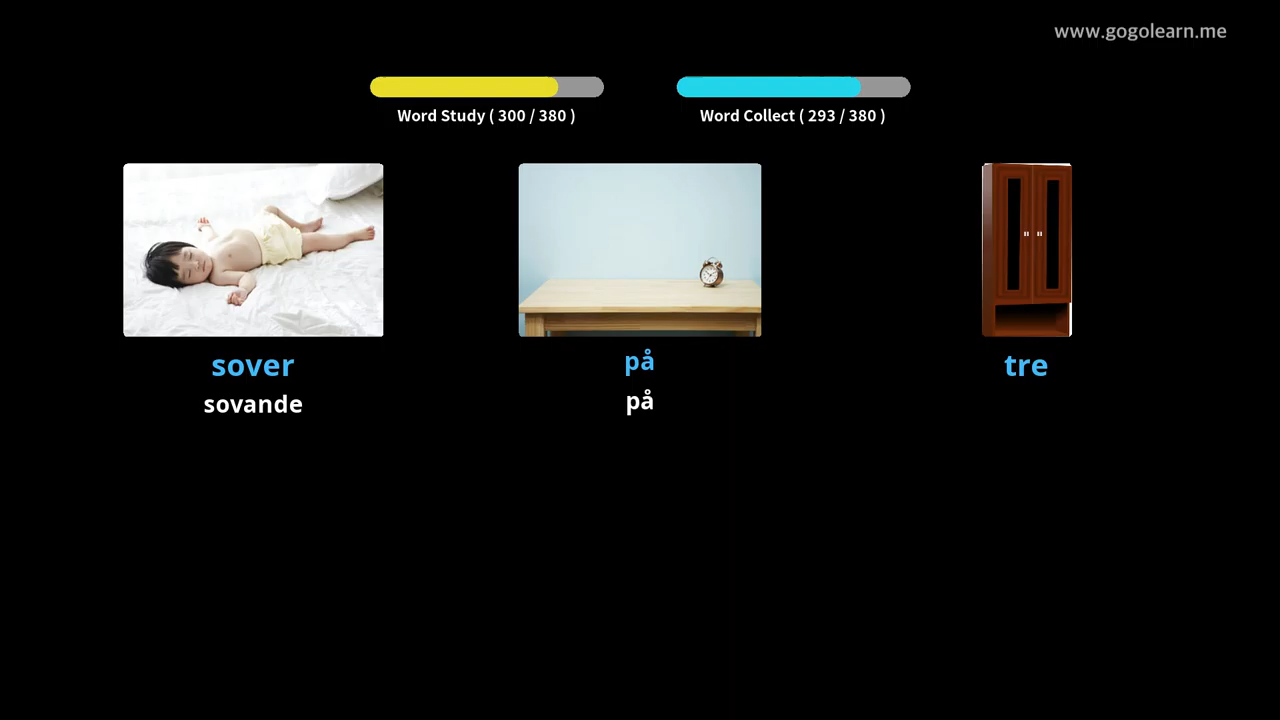 www.gogolearn.me
Word Study ( 300 / 380 )
Word Collect ( 293 / 380 )
sover
sovande
på
på
tre